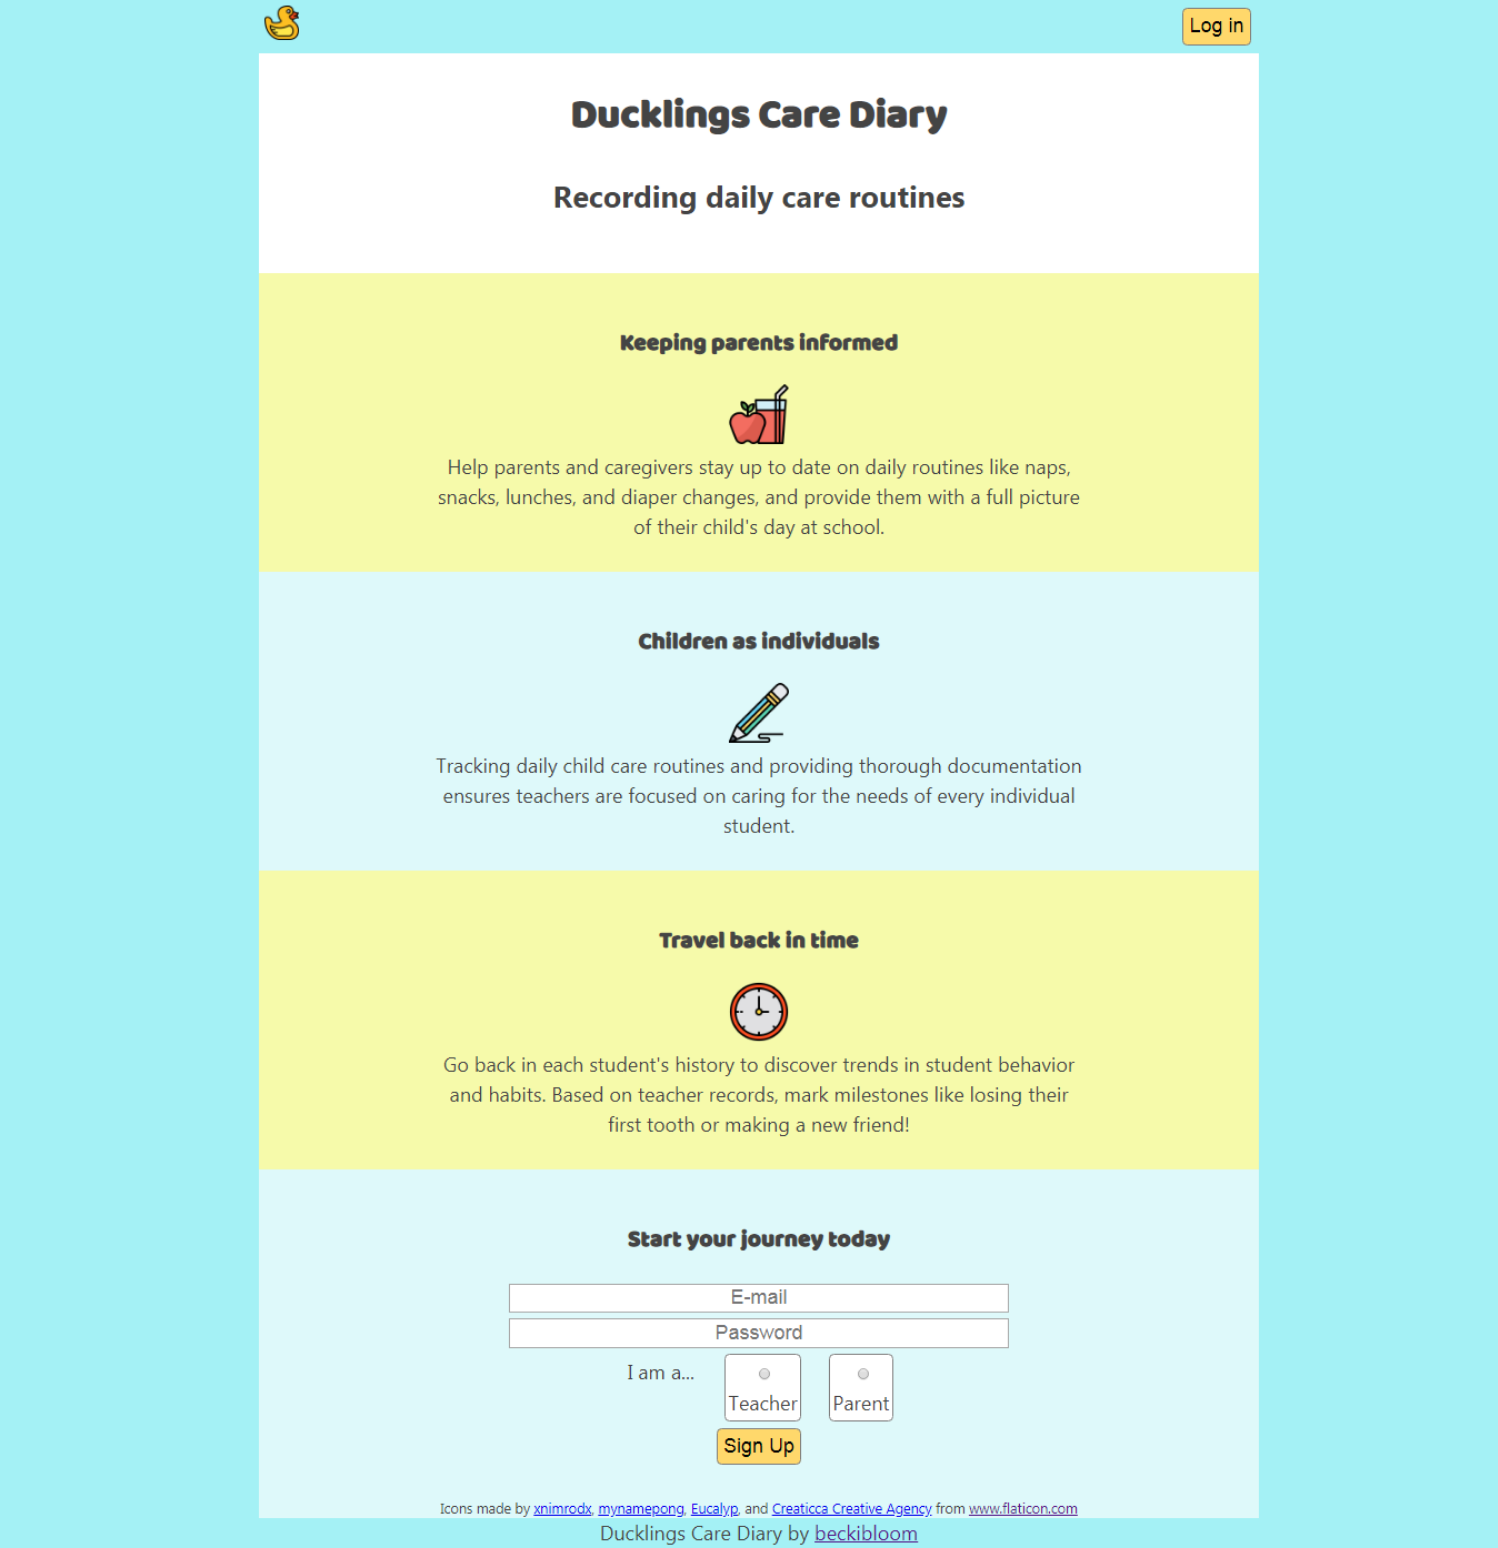 Log in
Ducklings Care Diary
Recording daily care routines
Keeping parents informed
Help parents and caregivers stay up to date on daily routines like naps,
snacks, lunches, and diaper changes, and provide them with a full picture
of their child's day at school.
Children as individuals
Tracking daily child care routines and providing thorough documentation
ensures teachers are focused on caring for the needs of every individual
student.
Travel back in time
Go back in each student's history to discover trends in student behavior
and habits. Based on teacher records, mark milestones like losing their
first tooth or making a new friend!
Start your journey today
E-mail
Password
I am a... Teacher Parent
Sign Up
Icons made by xnimrodx, mynamepong, Eucalyp, and Creaticca Creative Agency from www.flaticon.com
Ducklings Care Diary by beckibloom